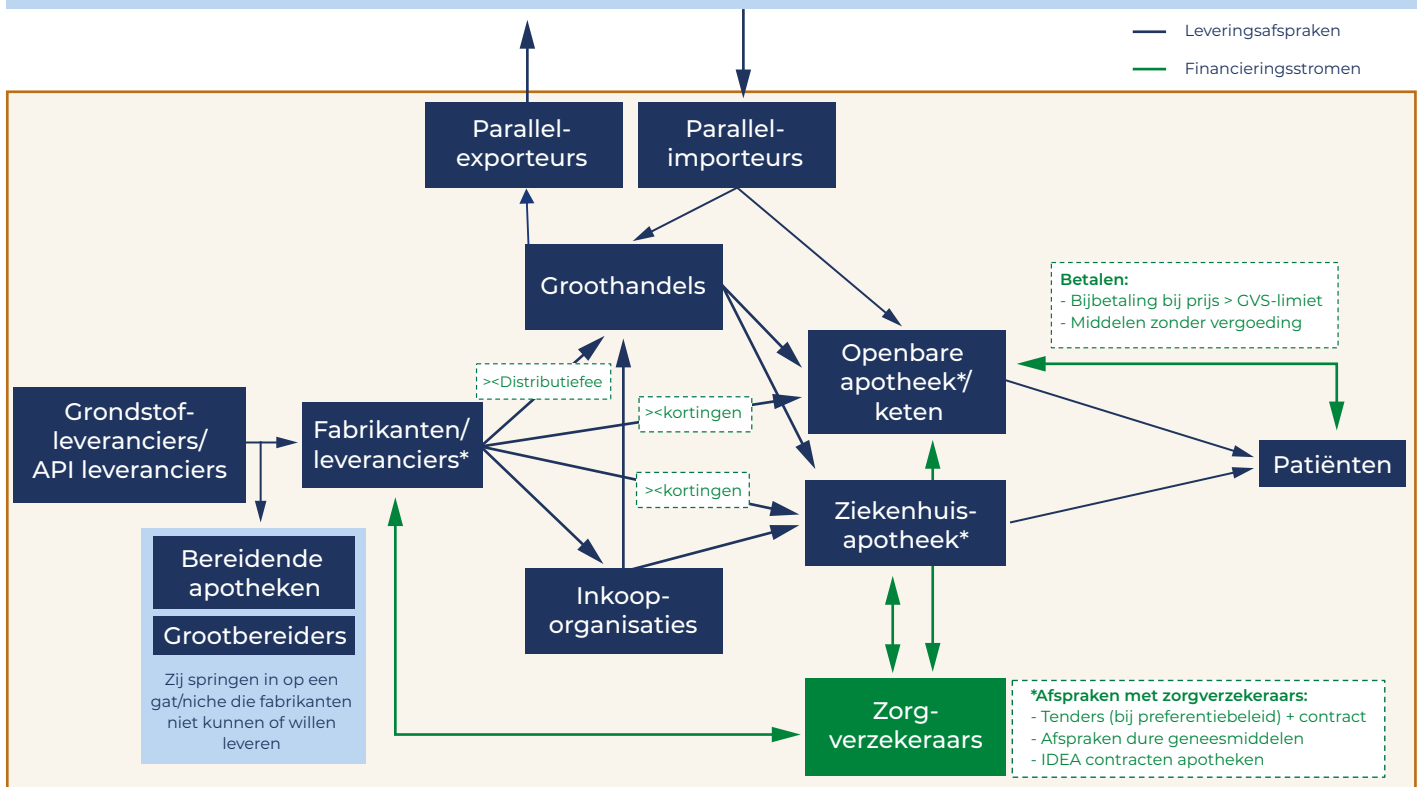 Leveringsafspraken
Financieringsstromen
Parallel-
exporteurs
Parallel-
importeurs
Groothandels
Betalen:
- Bijbetaling bij prijs > GVS-limiet
- Middelen zonder vergoeding
Openbare
apotheek*/
keten
><Distributiefee
><kortingen
Grondstof-
leveranciers/
API leveranciers
Fabrikanten/
leveranciers*
Patiënten
><kortingen
Ziekenhuis-
apotheek*
Bereidende
apotheken
Grootbereiders
Zij springen in op een
gat/niche die fabrikanten
niet kunnen of willen
leveren
Inkoop-
organisaties
Zorg-
verzekeraars
*Afspraken met zorgverzekeraars:
- Tenders (bij preferentiebeleid) + contract
- Afspraken dure geneesmiddelen
- IDEA contracten apotheken